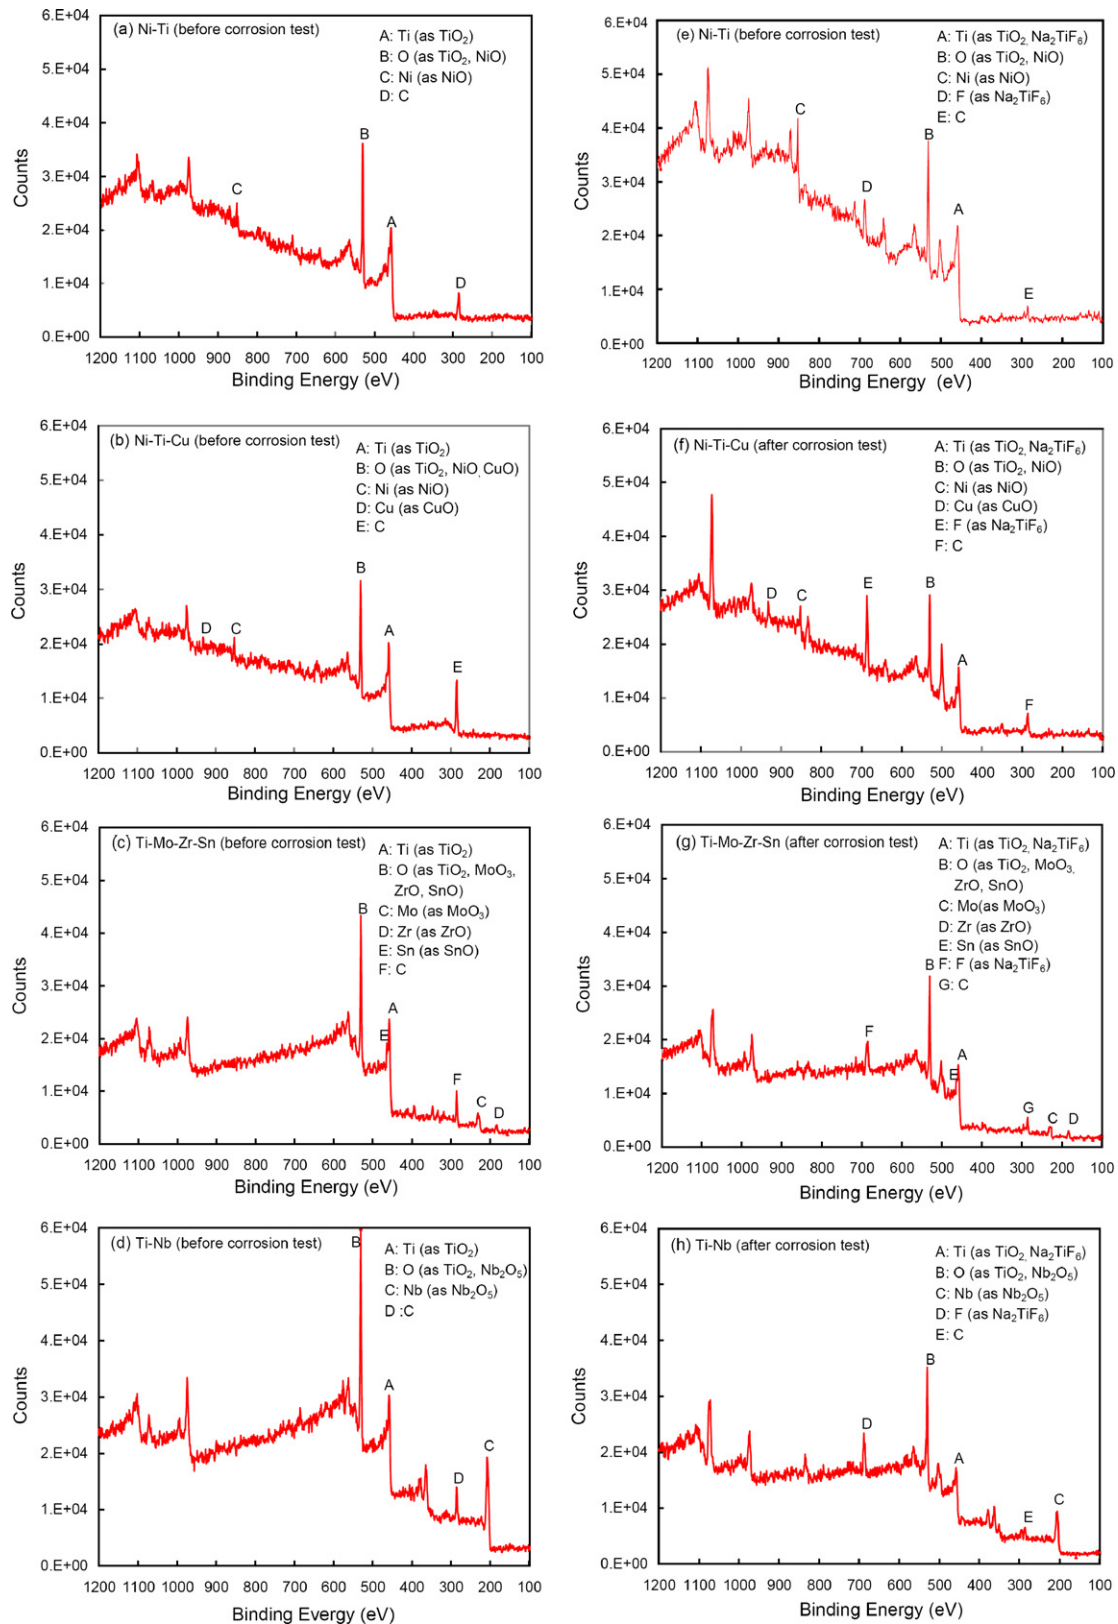 6.E+04
5.E+04
4.E+04
3.E+04
2.E+04
1.E+04
0.E+00
Counts
(a) Ni-Ti (before corrosion test)
A: Ti (as TiO₂)
B: O (as TiO₂, NiO)
C: Ni (as NiO)
D: C
C
B
A
D
1200 1100 1000 900 800 700 600 500 400 300 200 100
Binding Energy (eV)
6.E+04
5.E+04
4.E+04
3.E+04
2.E+04
1.E+04
0.E+00
Counts
(e) Ni-Ti (before corrosion test)
A: Ti (as TiO₂, Na₂TiF₆)
B: O (as TiO₂, NiO)
C: Ni (as NiO)
D: F (as Na₂TiF₆)
E: C
C
D
B
A
E
1200 1100 1000 900 800 700 600 500 400 300 200 100
Binding Energy (eV)
6.E+04
5.E+04
4.E+04
3.E+04
2.E+04
1.E+04
0.E+00
Counts
(b) Ni-Ti-Cu (before corrosion test)
A: Ti (as TiO₂)
B: O (as TiO₂, NiO, CuO)
C: Ni (as NiO)
D: Cu (as CuO)
E: C
D
C
B
A
E
1200 1100 1000 900 800 700 600 500 400 300 200 100
Binding Energy (eV)
6.E+04
5.E+04
4.E+04
3.E+04
2.E+04
1.E+04
0.E+00
Counts
(f) Ni-Ti-Cu (after corrosion test)
A: Ti (as TiO₂, Na₂TiF₆)
B: O (as TiO₂, NiO)
C: Ni (as NiO)
D: Cu (as CuO)
E: F (as Na₂TiF₆)
F: C
D
C
E
B
A
F
1200 1100 1000 900 800 700 600 500 400 300 200 100
Binding Energy (eV)
6.E+04
5.E+04
4.E+04
3.E+04
2.E+04
1.E+04
0.E+00
Counts
(c) Ti-Mo-Zr-Sn (before corrosion test)
A: Ti (as TiO₂)
B: O (as TiO₂, MoO₃,
ZrO, SnO)
C: Mo (as MoO₃)
D: Zr (as ZrO)
E: Sn (as SnO)
F: C
B
A
E
F
C
D
1200 1100 1000 900 800 700 600 500 400 300 200 100
Binding Energy (eV)
6.E+04
5.E+04
4.E+04
3.E+04
2.E+04
1.E+04
0.E+00
Counts
(g) Ti-Mo-Zr-Sn (after corrosion test)
A: Ti (as TiO₂, Na₂TiF₆)
B: O (as TiO₂, MoO₃,
ZrO, SnO)
C: Mo(as MoO₃)
D: Zr (as ZrO)
E: Sn (as SnO)
F: F (as Na₂TiF₆)
G: C
B
F
A
E
G
C
D
1200 1100 1000 900 800 700 600 500 400 300 200 100
Binding Energy (eV)
6.E+04
5.E+04
4.E+04
3.E+04
2.E+04
1.E+04
0.E+00
Counts
(d) Ti-Nb (before corrosion test)
A: Ti (as TiO₂)
B: O (as TiO₂, Nb₂O₅)
C: Nb (as Nb₂O₅)
D :C
B
A
C
D
1200 1100 1000 900 800 700 600 500 400 300 200 100
Binding Evergy (eV)
6.E+04
5.E+04
4.E+04
3.E+04
2.E+04
1.E+04
0.E+00
Counts
(h) Ti-Nb (after corrosion test)
A: Ti (as TiO₂, Na₂TiF₆)
B: O (as TiO₂, Nb₂O₅)
C: Nb (as Nb₂O₅)
D: F (as Na₂TiF₆)
E: C
B
D
A
E
C
1200 1100 1000 900 800 700 600 500 400 300 200 100
Binding Energy (eV)